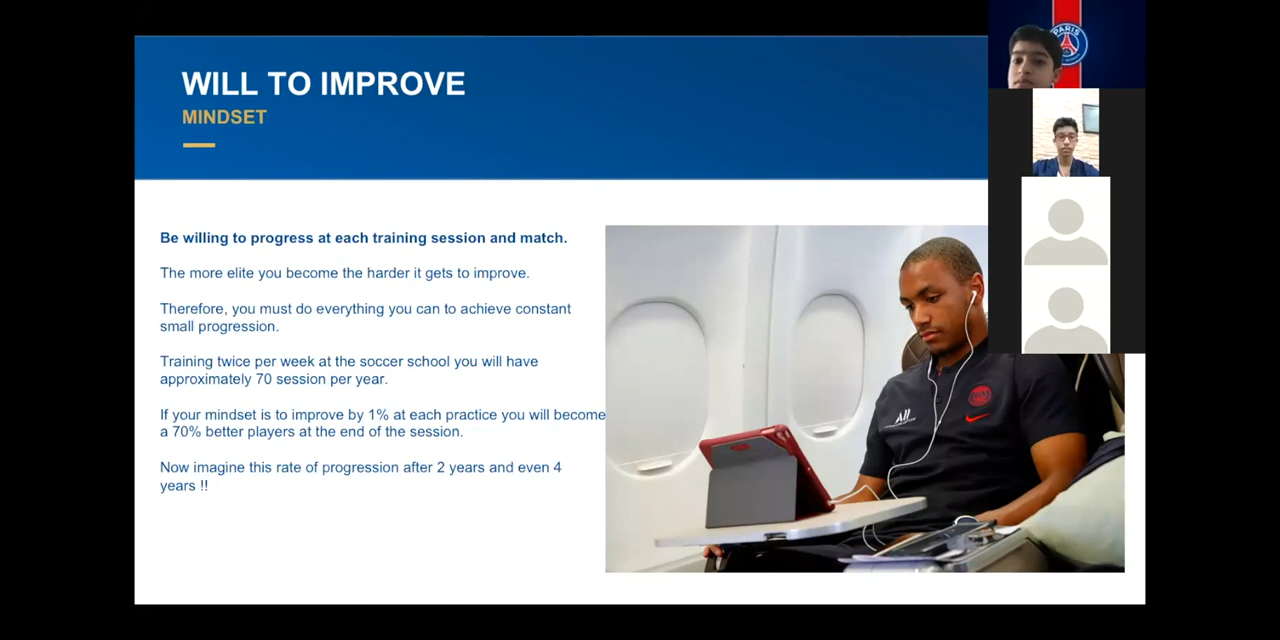 WILL TO IMPROVE
MINDSET
Be willing to progress at each training session and match.
The more elite you become the harder it gets to improve.
Therefore, you must do everything you can to achieve constant
small progression.
Training twice per week at the soccer school you will have
approximately 70 session per year.
If your mindset is to improve by 1% at each practice you will become
a 70% better players at the end of the session.
Now imagine this rate of progression after 2 years and even 4
years !!
PARIS
All